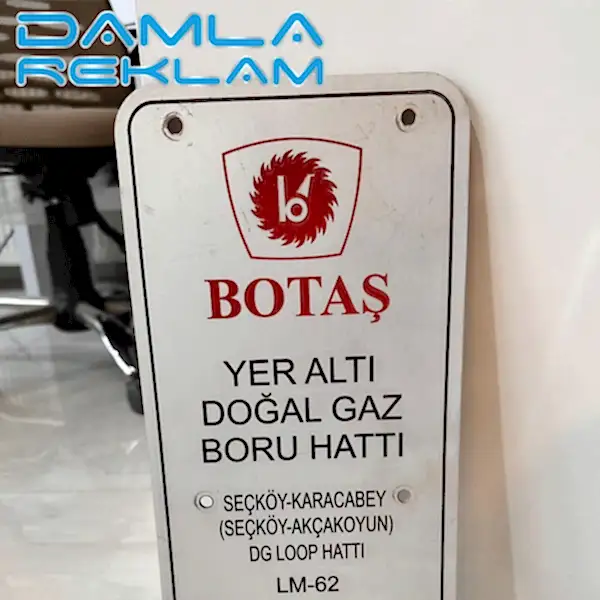 DAMLA
REKLAM
BOTAŞ
YER ALTI
DOĞAL GAZ
BORU HATTI
SEÇKÖY-KARACABEY
(SEÇKÖY-AKÇAKOYUN)
DG LOOP HATTI
LM-62